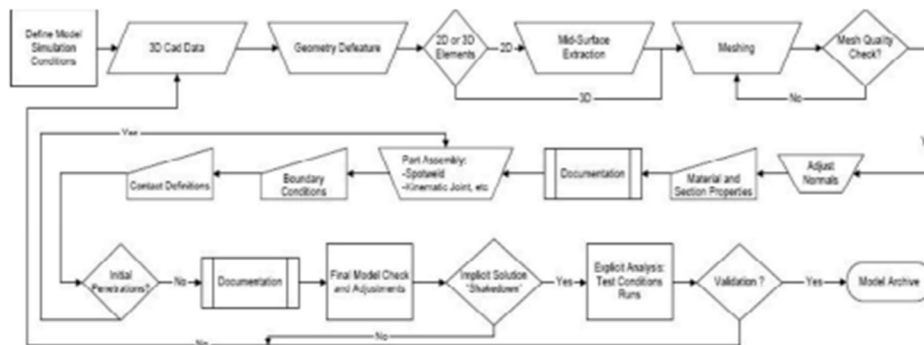 Define Model
Simulation
Conditions
3D Cad Data
Geometry Defeature
2D or 3D
Elements
2D
Mid-Surface
Extraction
Meshing
Mesh Quality
Check?
3D
No
Yes
Contact Definitions
Boundary
Conditions
Part Assembly:
-Spotweld
-Kinematic Joint, etc
Documentation
Material and
Section Properties
Adjust
Normals
Y
Initial
Penetrations?
No
Documentation
Final Model Check
and Adjustments
Implicit Solution
"Shakedown"
Yes
Explicit Analysis:
Test Conditions
Runs
Validation ?
Yes
Model Archive
No
No